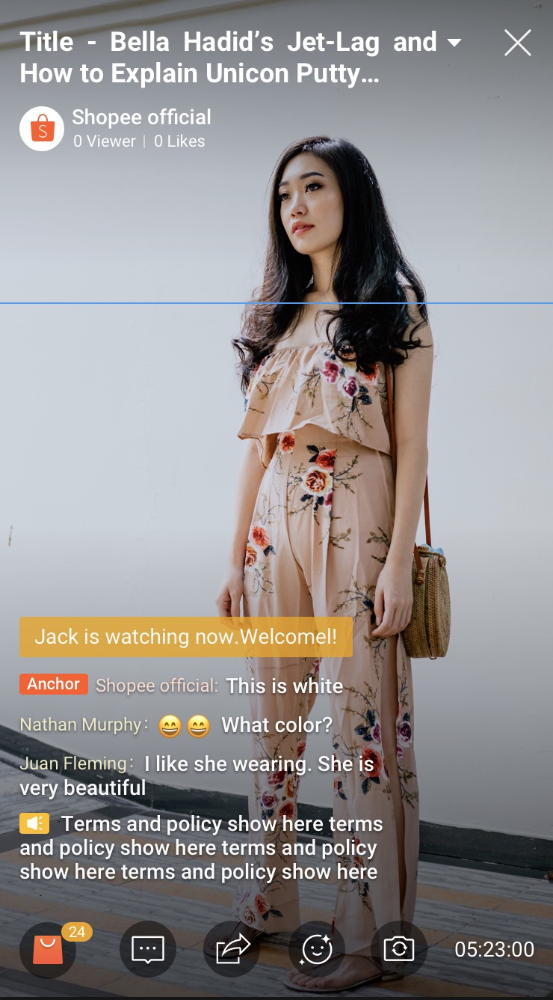 Title - Bella Hadid’s Jet-Lag and
How to Explain Unicon Putty...
Shopee official
0 Viewer | 0 Likes
S
Jack is watching now.Welcomel!
Anchor Shopee official: This is white
Nathan Murphy: 😄 😄 What color?
Juan Fleming: I like she wearing. She is
very beautiful
Terms and policy show here terms
and policy show here terms and policy
show here terms and policy show here
24
05:23:00